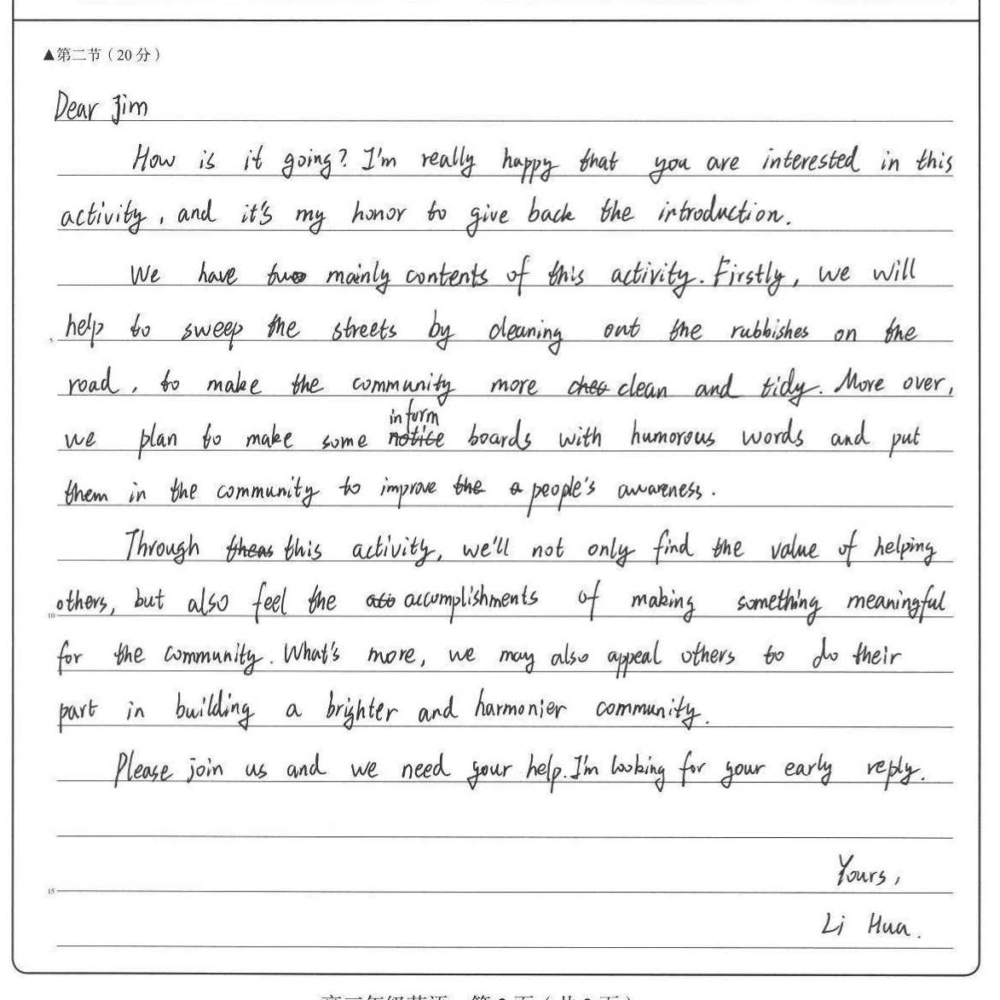 ▲第二节（20分）
Dear Jim
How is it going? I'm really happy that you are interested in this
activity, and it's my honor to give back the introduction.
We have two mainly contents of this activity. Firstly, we will
5 help to sweep the streets by cleaning out the rubbishes on the
road, to make the community more clean and tidy. More over,
inform
we plan to make some notice boards with humorous words and put
them in the community to improve the people's awareness.
Through this activity, we'll not only find the value of helping
10 others, but also feel the accomplishments of making something meaningful
for the community. What's more, we may also appeal others to do their
part in building a brighter and harmonier community.
Please join us and we need your help. I'm looking for your early reply.
Yours,
15
Li Hua.